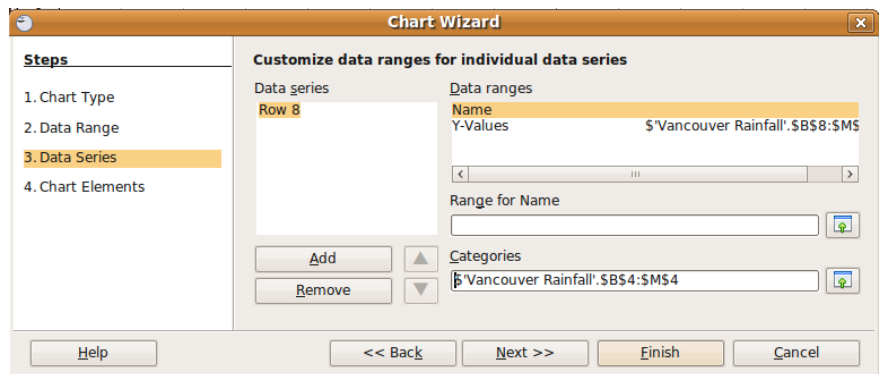 Chart Wizard
Steps
1. Chart Type
2. Data Range
3. Data Series
4. Chart Elements
Customize data ranges for individual data series
Data series
Row 8
Data ranges
Name
Y-Values $'Vancouver Rainfall'.$B$8:$M$
Range for Name
Add
Remove
Categories
$'Vancouver Rainfall'.$B$4:$M$4
Help
<< Back
Next >>
Finish
Cancel